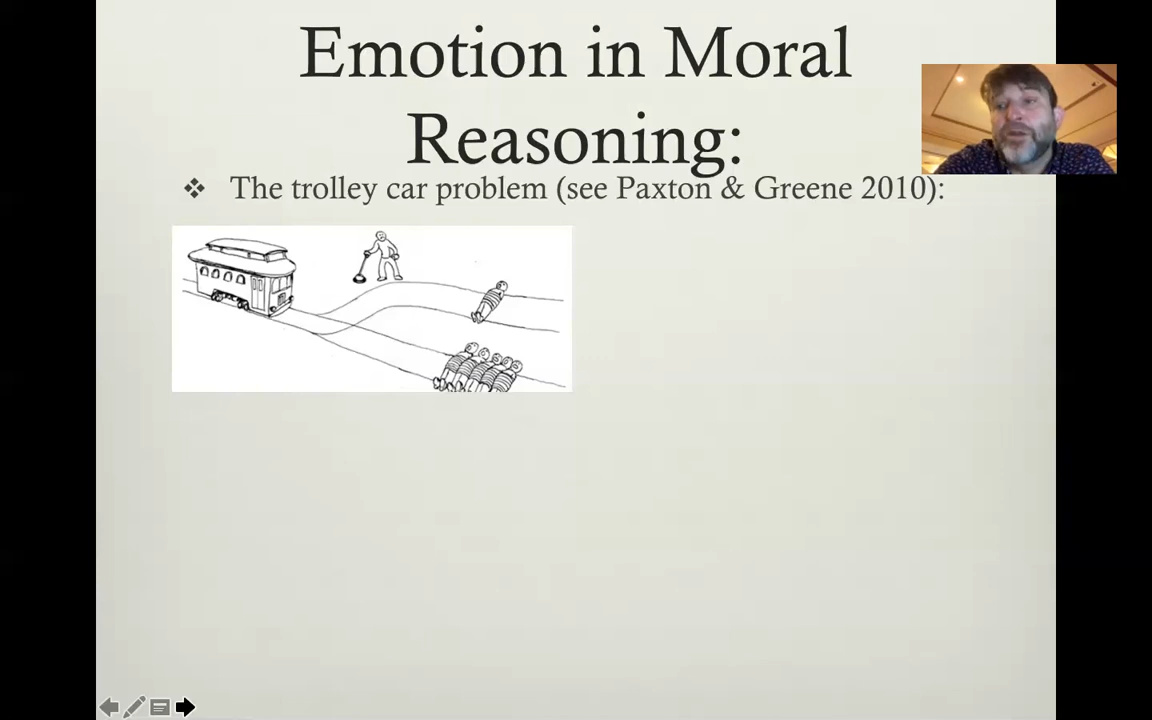 Emotion in Moral
Reasoning:
The trolley car problem (see Paxton & Greene 2010):